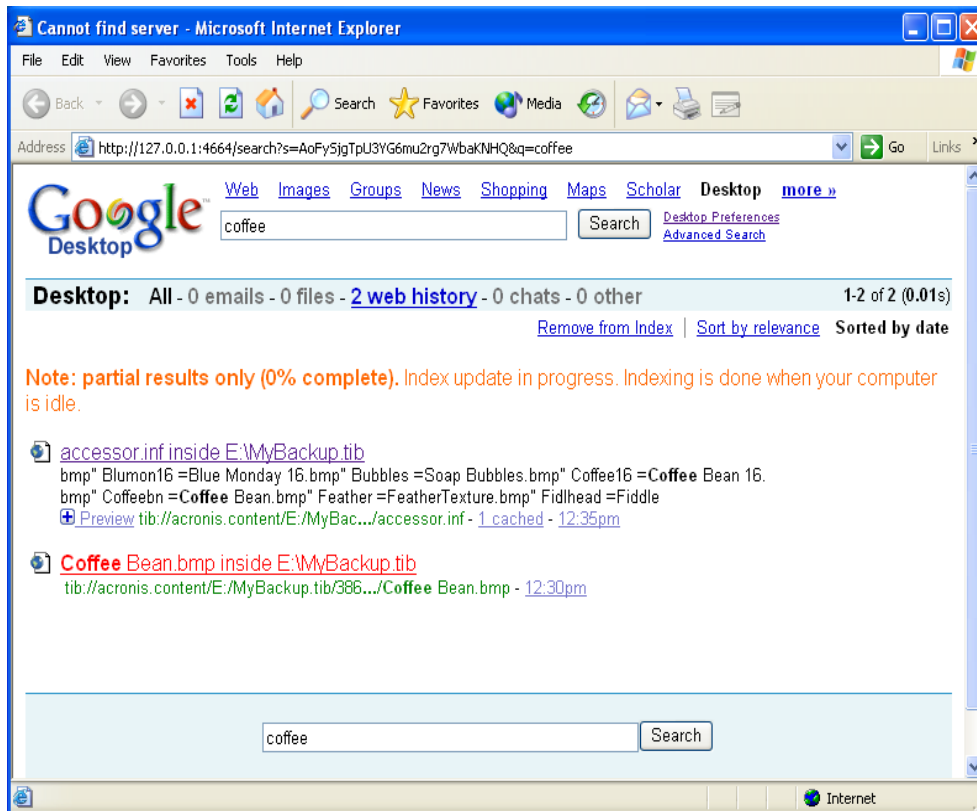 Cannot find server - Microsoft Internet Explorer
File Edit View Favorites Tools Help
Back Search Favorites Media
Address http://127.0.0.1:4664/search?s=AoFy5jgTpU3YG6mu2rg7WbaKNHQ&q=coffee Go Links
Web Images Groups News Shopping Maps Scholar Desktop more »
Google Desktop
coffee Search Desktop Preferences
Advanced Search
Desktop: All - 0 emails - 0 files - 2 web history - 0 chats - 0 other 1-2 of 2 (0.01s)
Remove from Index | Sort by relevance Sorted by date
Note: partial results only (0% complete). Index update in progress. Indexing is done when your computer
is idle.
accessor.inf inside E:\MyBackup.tib
bmp" Blumon16 =Blue Monday 16.bmp" Bubbles =Soap Bubbles.bmp" Coffee16 =Coffee Bean 16.
bmp" Coffeebn =Coffee Bean.bmp" Feather =FeatherTexture.bmp" Fidlhead =Fiddle
Preview tib://acronis.content/E:/MyBac.../accessor.inf - 1 cached - 12:35pm
Coffee Bean.bmp inside E:\MyBackup.tib
tib://acronis.content/E:/MyBackup.tib/386.../Coffee Bean.bmp - 12:30pm
coffee Search
Internet